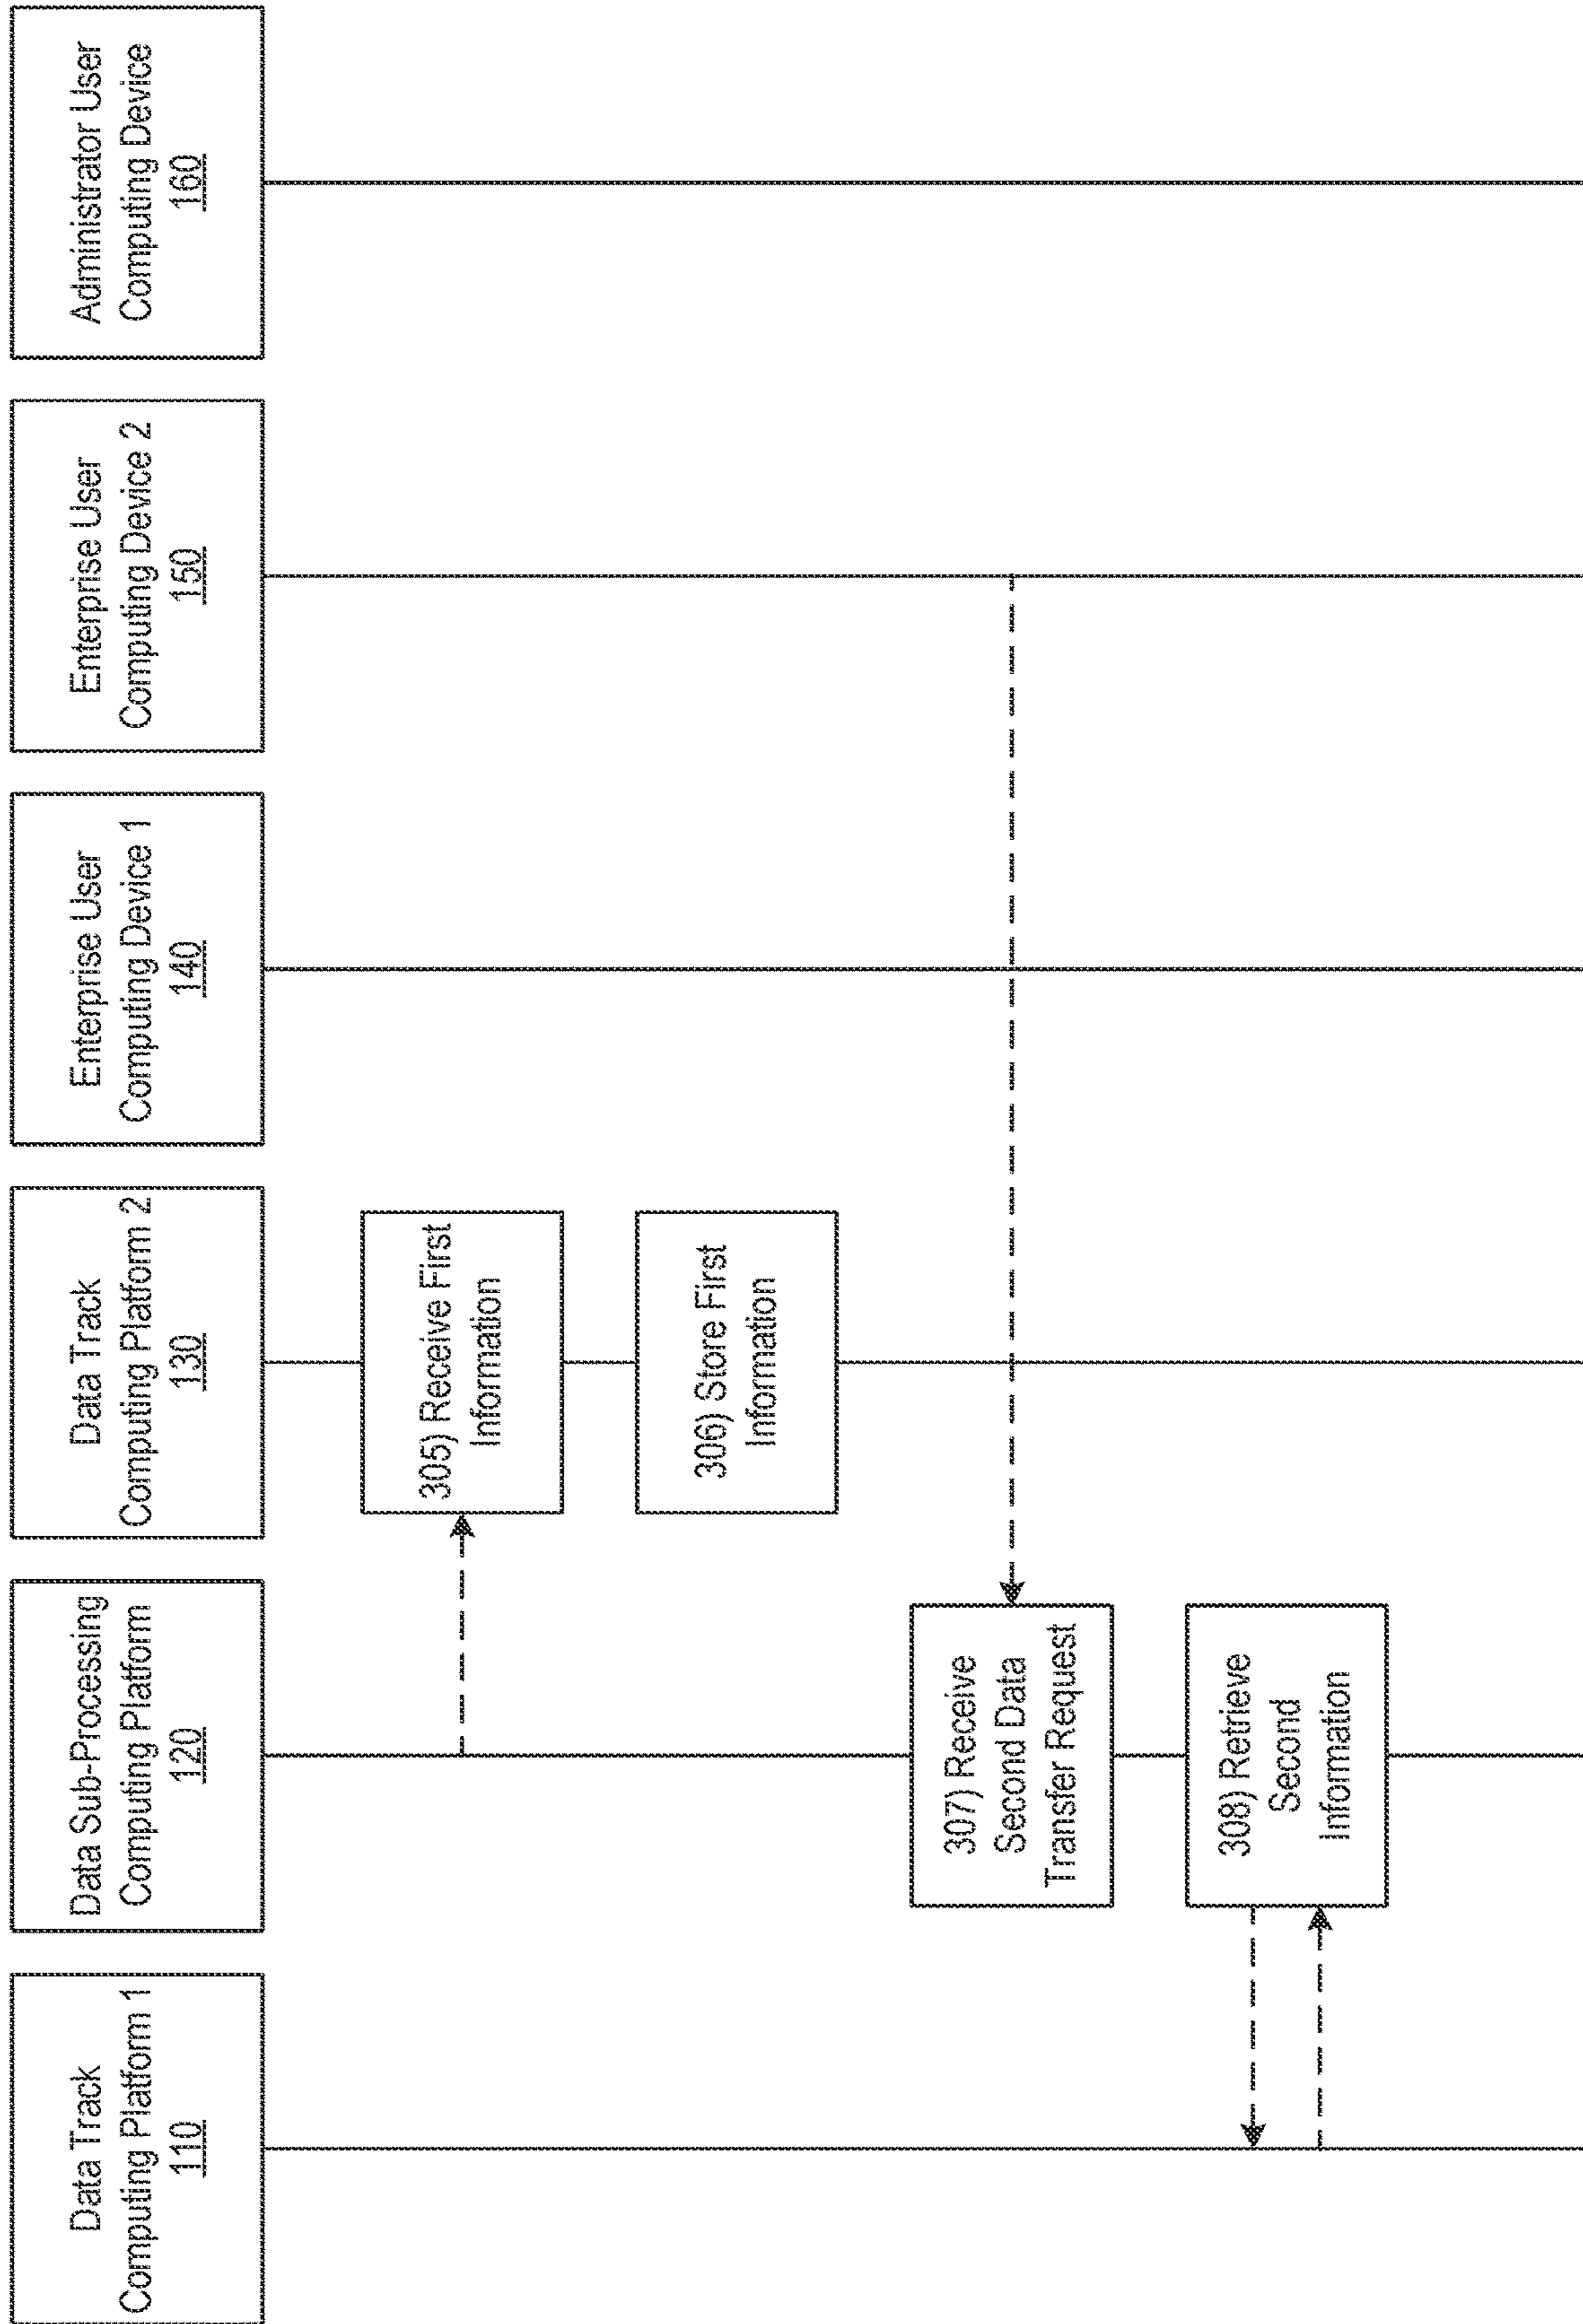 Data Track
Computing Platform 1
110
Data Sub-Processing
Computing Platform
120
Data Track
Computing Platform 2
130
Enterprise User
Computing Device 1
140
Enterprise User
Computing Device 2
150
Administrator User
Computing Device
160
305) Receive First
Information
306) Store First
Information
307) Receive
Second Data
Transfer Request
308) Retrieve
Second
Information